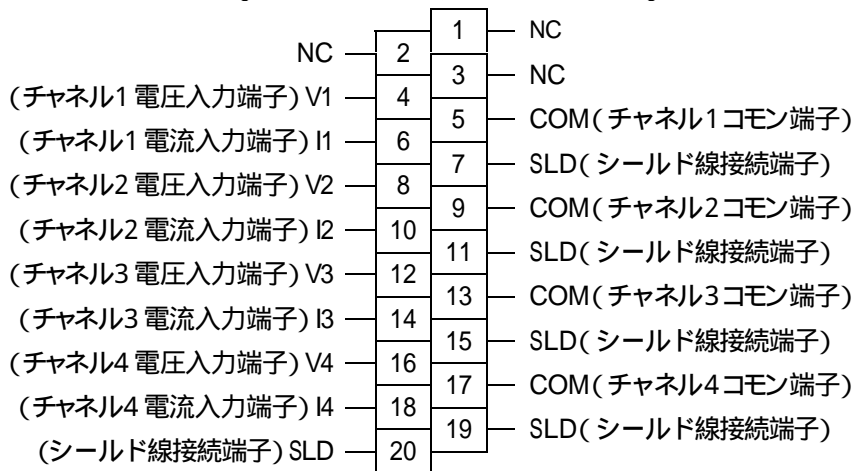 1 NC
NC 2
3 NC
(チャネル1 電圧入力端子) V1 4
5 COM(チャネル1コモン端子)
(チャネル1 電流入力端子) I1 6
7 SLD(シールド線接続端子)
(チャネル2 電圧入力端子) V2 8
9 COM(チャネル2コモン端子)
(チャネル2 電流入力端子) I2 10
11 SLD(シールド線接続端子)
(チャネル3 電圧入力端子) V3 12
13 COM(チャネル3コモン端子)
(チャネル3 電流入力端子) I3 14
15 SLD(シールド線接続端子)
(チャネル4 電圧入力端子) V4 16
17 COM(チャネル4コモン端子)
(チャネル4 電流入力端子) I4 18
19 SLD(シールド線接続端子)
(シールド線接続端子) SLD 20